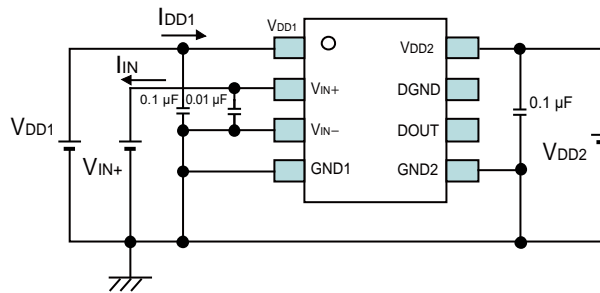 IDD1
VDD1
VDD2
IIN
VIN+
DGND
0.1 μF
0.01 μF
0.1 μF
VDD1
VIN−
DOUT
VDD2
VIN+
GND1
GND2